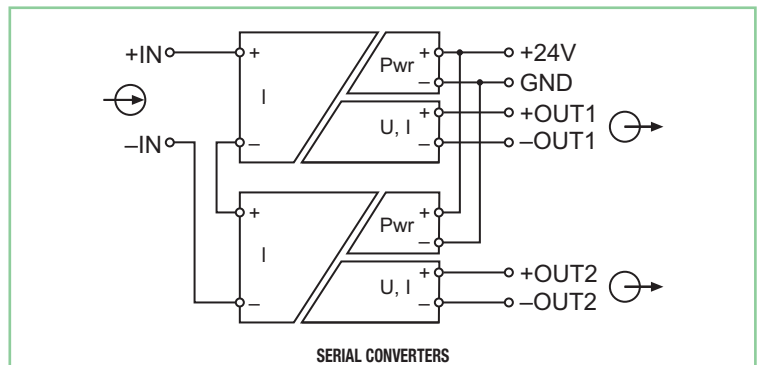 +IN + Pwr + +24V
– GND
I
U, I + +OUT1
–IN – – –OUT1
+ Pwr +
–
I
U, I + +OUT2
– – –OUT2
SERIAL CONVERTERS